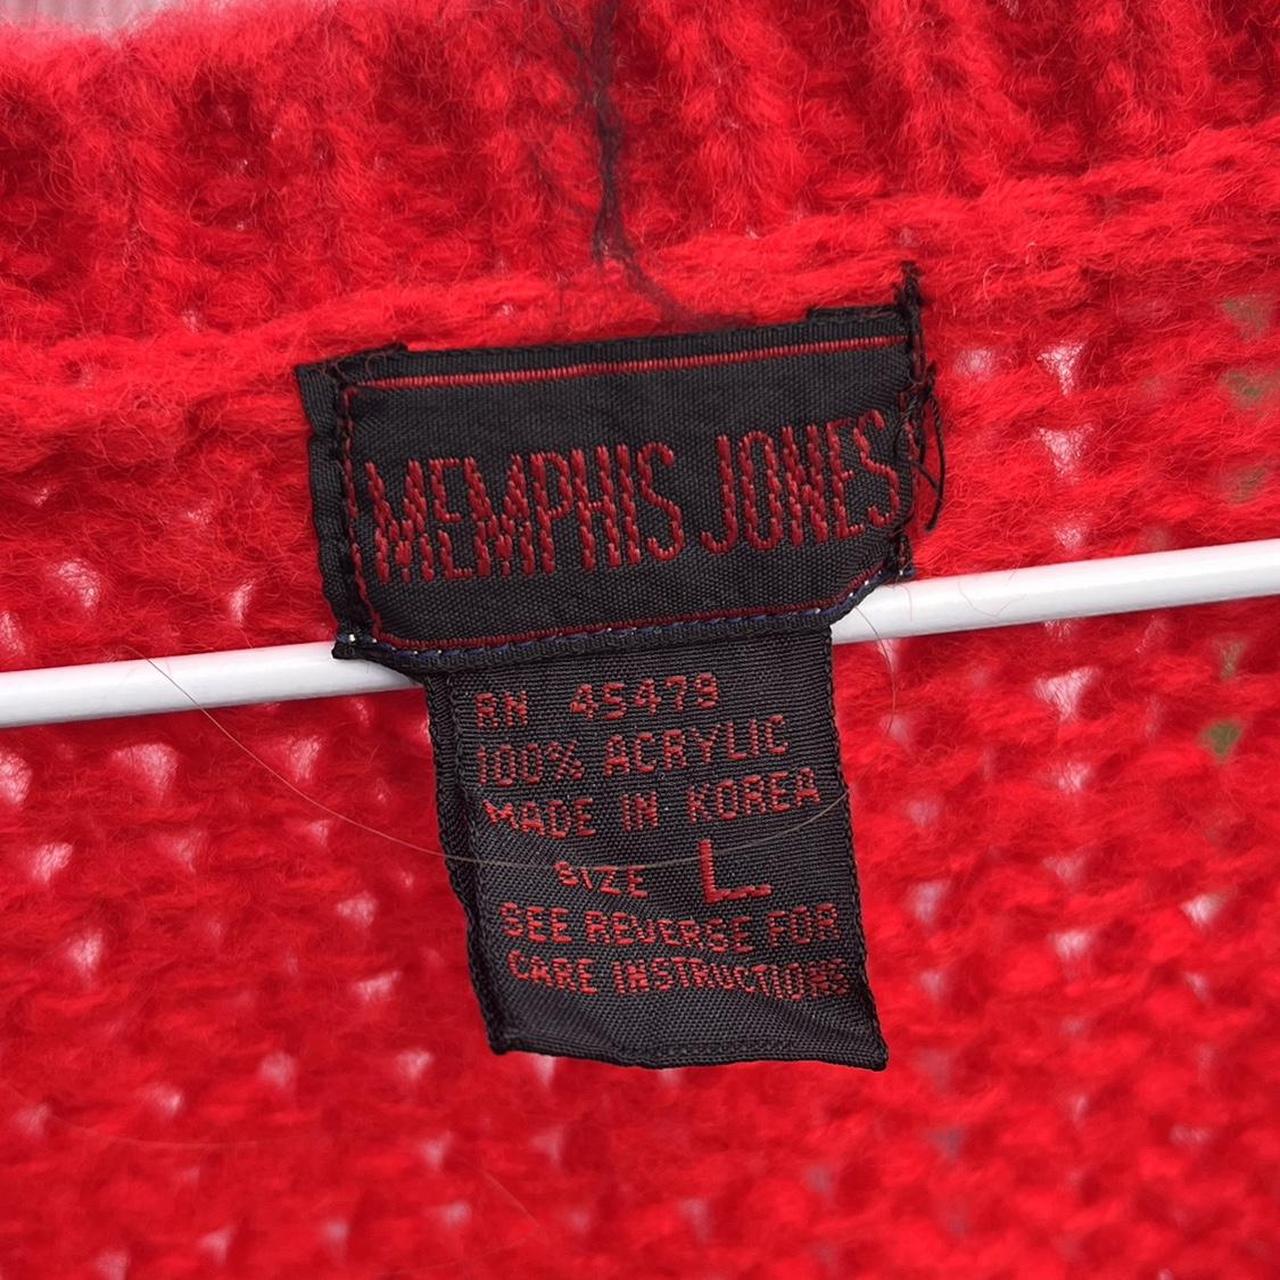 MEMPHIS JONES
RN 45479
100% ACRYLIC
MADE IN KOREA
SIZE L
SEE REVERSE FOR
CARE INSTRUCTIONS